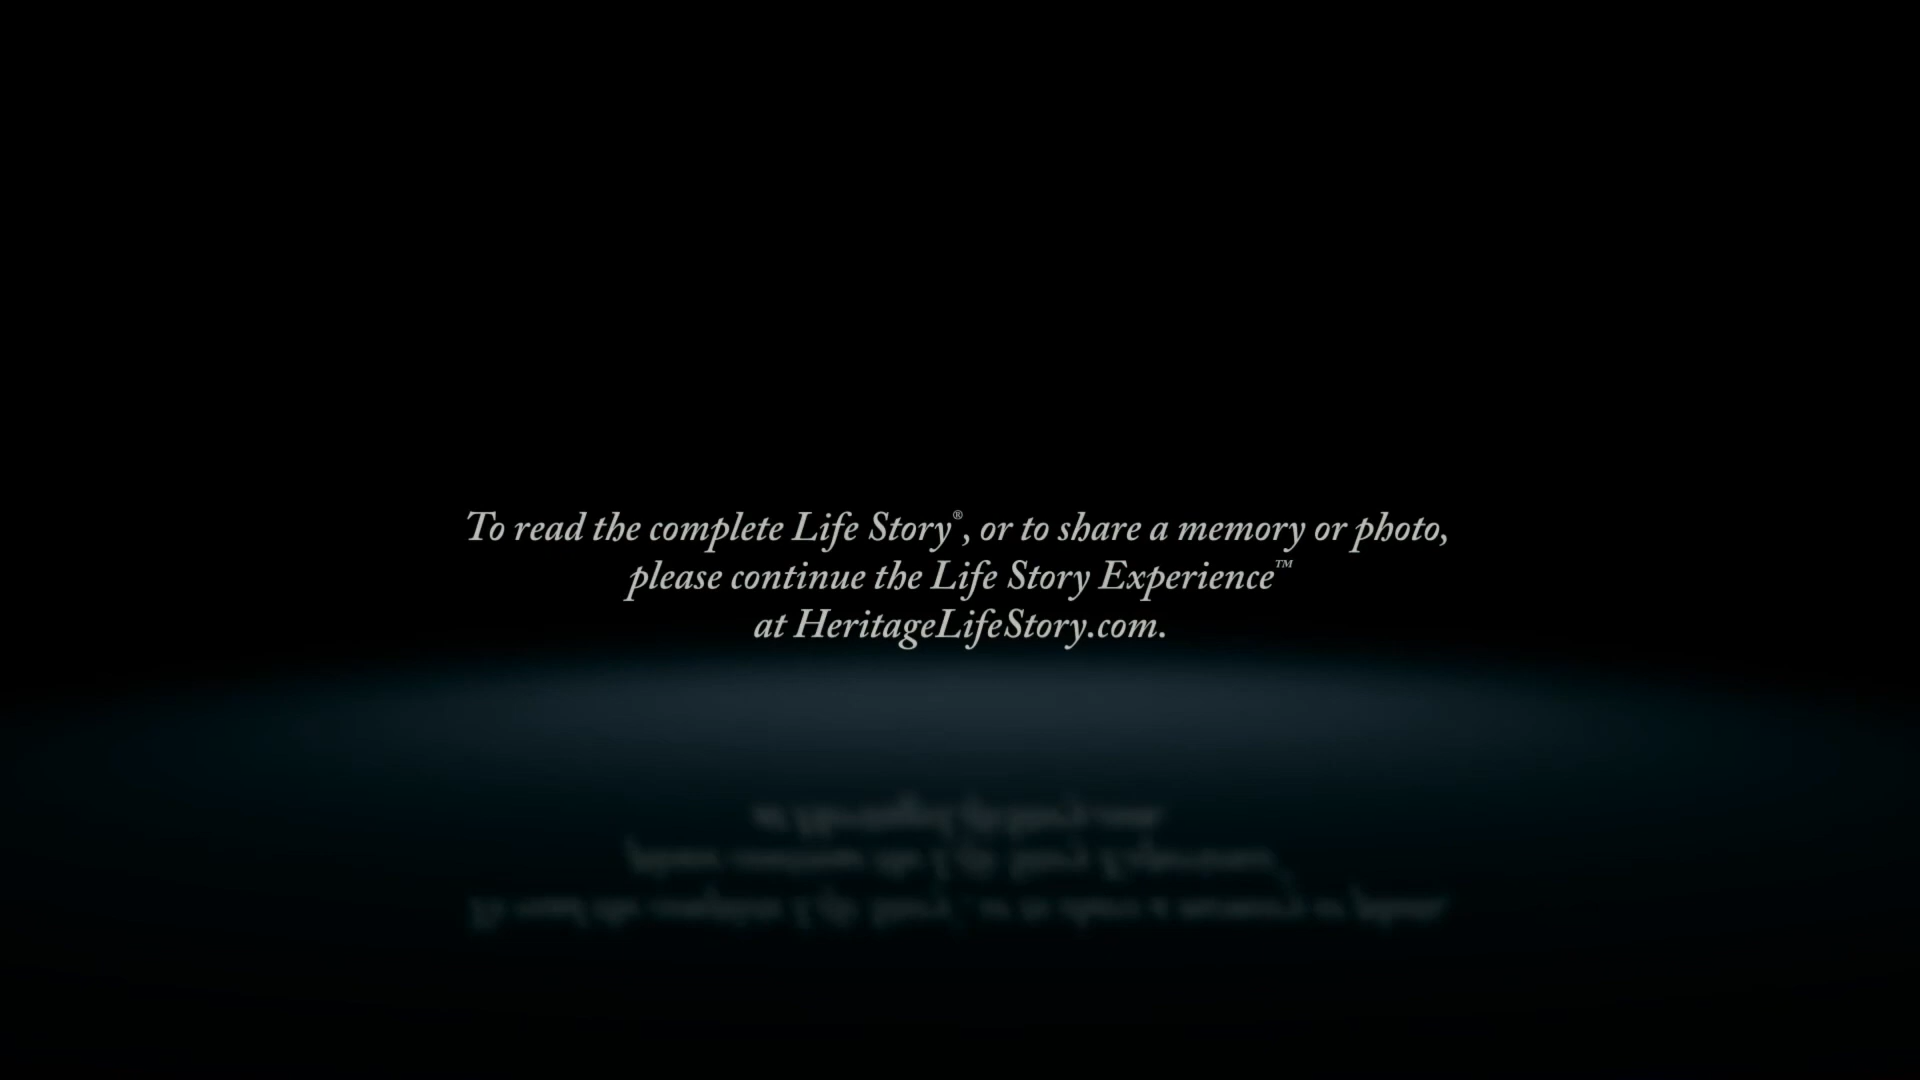 To read the complete Life Story®, or to share a memory or photo,
please continue the Life Story Experience™
at HeritageLifeStory.com.